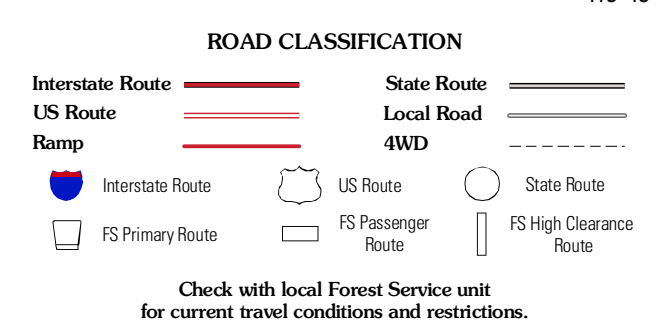 ROAD CLASSIFICATION
Interstate Route
State Route
US Route
Local Road
Ramp
4WD
Interstate Route
US Route
State Route
FS Primary Route
FS Passenger
Route
FS High Clearance
Route
Check with local Forest Service unit
for current travel conditions and restrictions.